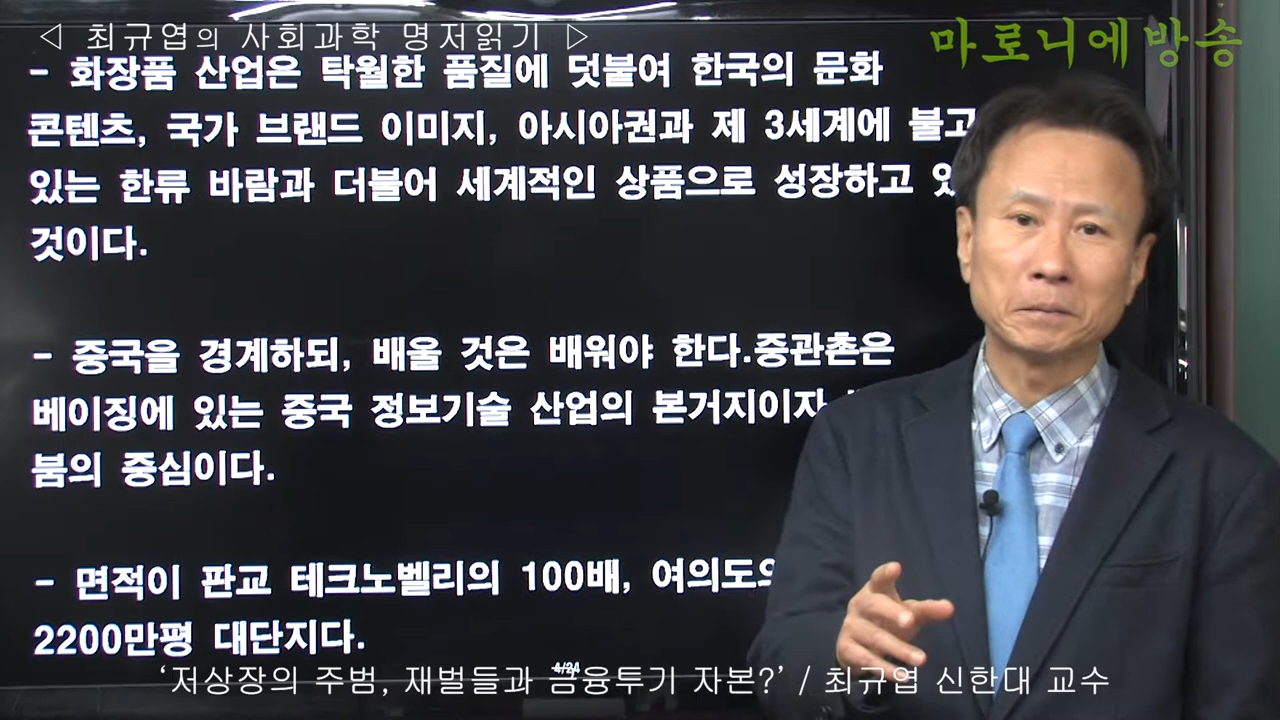 ◁ 최규엽의 사회과학 명저읽기 ▷
마로니에방송
- 화장품 산업은 탁월한 품질에 덧붙여 한국의 문화
콘텐츠, 국가 브랜드 이미지, 아시아권과 제 3세계에 불고
있는 한류 바람과 더불어 세계적인 상품으로 성장하고
것이다.
- 중국을 경계하되, 배울 것은 배워야 한다.중관촌은
베이징에 있는 중국 정보기술 산업의 본거지이자
붐의 중심이다.
- 면적이 판교 테크노벨리의 100배, 여의도의
2200만평 대단지다.
4/24
‘저상장의 주범, 재벌들과 금융투기 자본?’ / 최규엽 신한대 교수